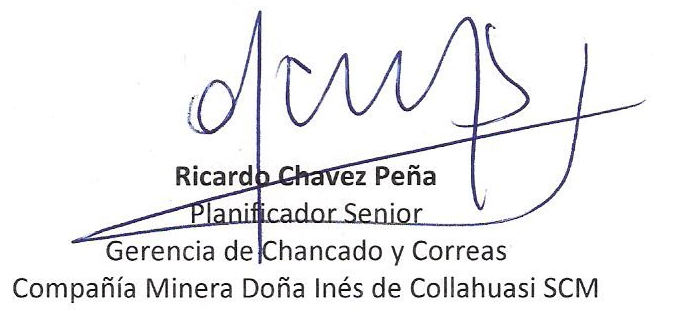 Ricardo Chavez Peña
Planificador Senior
Gerencia de Chancado y Correas
Compañía Minera Doña Inés de Collahuasi SCM